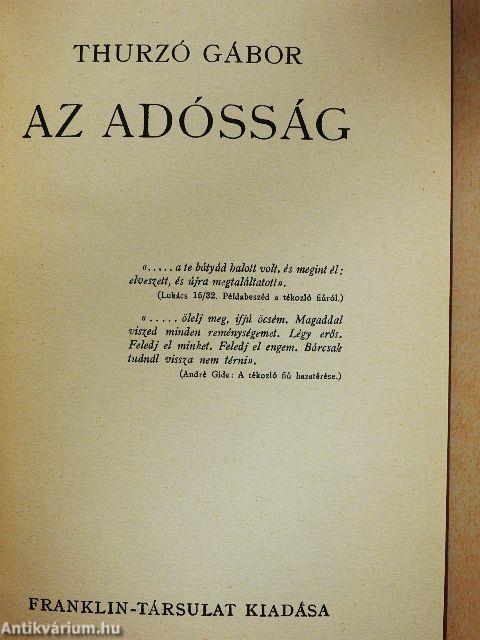 THURZÓ GÁBOR
AZ ADÓSSÁG
«..... a te bátyád halott volt, és megint él;
elveszett, és újra megtaláltatott».
(Lukács 15/32. Példabeszéd a tékozló fiúról.)
«..... ölelj meg, ifjú öcsém. Magaddal
viszed minden reménységemet. Légy erős.
Feledj el minket. Feledj el engem. Bárcsak
tudnál vissza nem térni».
(André Gide: A tékozló fiú hazatérése.)
FRANKLIN-TÁRSULAT KIADÁSA
Antikvárium.hu